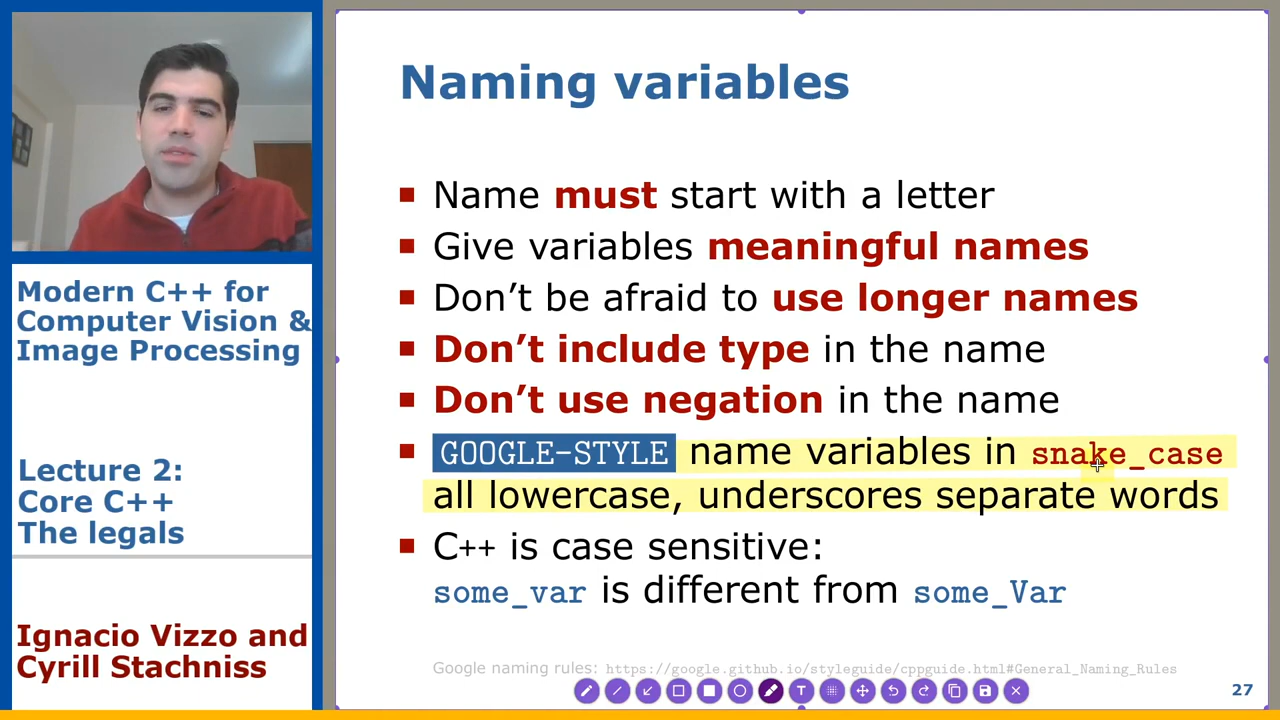 Modern C++ for
Computer Vision &
Image Processing
Lecture 2:
Core C++
The legals
Ignacio Vizzo and
Cyrill Stachniss
Naming variables
Name must start with a letter
Give variables meaningful names
Don’t be afraid to use longer names
Don’t include type in the name
Don’t use negation in the name
GOOGLE-STYLE name variables in snake_case
all lowercase, underscores separate words
C++ is case sensitive:
some_var is different from some_Var
Google naming rules: https://google.github.io/styleguide/cppguide.html#General_Naming_Rules
T
27